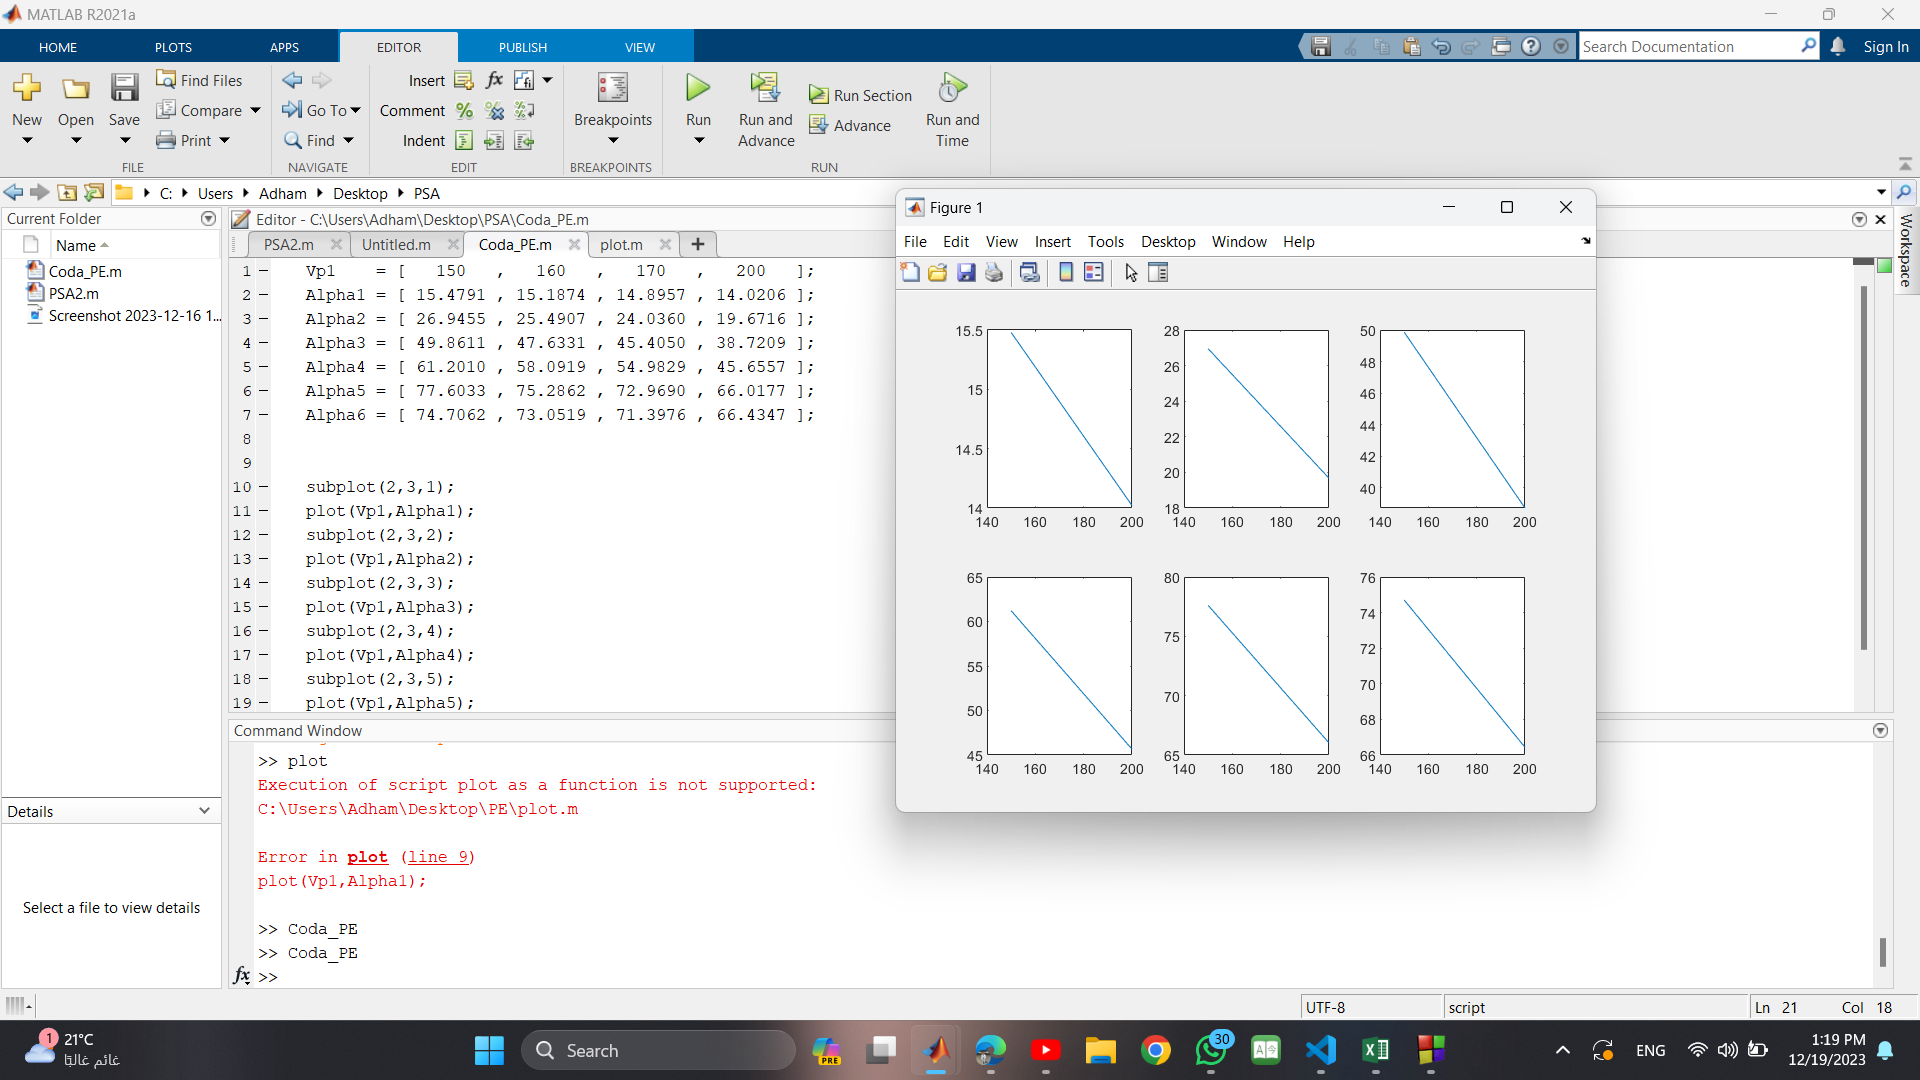 MATLAB R2021a
HOME PLOTS APPS EDITOR PUBLISH VIEW
Search Documentation
Sign In
New Open Save
Find Files
Compare
Print
FILE
Go To
Find
NAVIGATE
Insert fx
Comment
Indent
EDIT
Breakpoints
BREAKPOINTS
Run
Run and Advance
Run Section
Advance
Run and Time
RUN
C: Users Adham Desktop PSA
Current Folder
Name
Coda_PE.m
PSA2.m
Screenshot 2023-12-16 1...
Details
Select a file to view details
Editor - C:\Users\Adham\Desktop\PSA\Coda_PE.m
PSA2.m Untitled.m Coda_PE.m plot.m
1 Vp1 = [ 150 , 160 , 170 , 200 ];
2 Alpha1 = [ 15.4791 , 15.1874 , 14.8957 , 14.0206 ];
3 Alpha2 = [ 26.9455 , 25.4907 , 24.0360 , 19.6716 ];
4 Alpha3 = [ 49.8611 , 47.6331 , 45.4050 , 38.7209 ];
5 Alpha4 = [ 61.2010 , 58.0919 , 54.9829 , 45.6557 ];
6 Alpha5 = [ 77.6033 , 75.2862 , 72.9690 , 66.0177 ];
7 Alpha6 = [ 74.7062 , 73.0519 , 71.3976 , 66.4347 ];
8
9
10 subplot(2,3,1);
11 plot(Vp1,Alpha1);
12 subplot(2,3,2);
13 plot(Vp1,Alpha2);
14 subplot(2,3,3);
15 plot(Vp1,Alpha3);
16 subplot(2,3,4);
17 plot(Vp1,Alpha4);
18 subplot(2,3,5);
19 plot(Vp1,Alpha5);
Command Window
>> plot
Execution of script plot as a function is not supported:
C:\Users\Adham\Desktop\PE\plot.m
Error in plot (line 9)
plot(Vp1,Alpha1);
>> Coda_PE
>> Coda_PE
fx >>
Figure 1
File Edit View Insert Tools Desktop Window Help
15.5
15
14.5
14
140 160 180 200
28
26
24
22
20
18
140 160 180 200
50
48
46
44
42
40
140 160 180 200
65
60
55
50
45
140 160 180 200
80
75
70
65
140 160 180 200
76
74
72
70
68
66
140 160 180 200
Workspace
UTF-8
script
Ln 21 Col 18
1
21°C
غائم غالبًا
Search
PRE
30
ENG
1:19 PM
12/19/2023